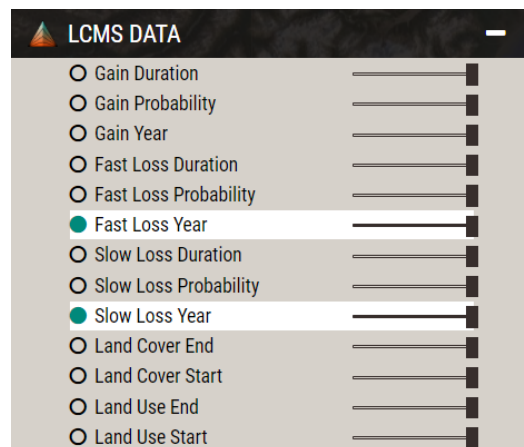 LCMS DATA
Gain Duration
Gain Probability
Gain Year
Fast Loss Duration
Fast Loss Probability
Fast Loss Year
Slow Loss Duration
Slow Loss Probability
Slow Loss Year
Land Cover End
Land Cover Start
Land Use End
Land Use Start